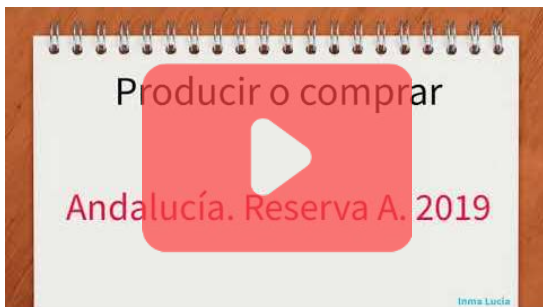 Producir o comprar
Andalucía. Reserva A. 2019
Inma Lucía